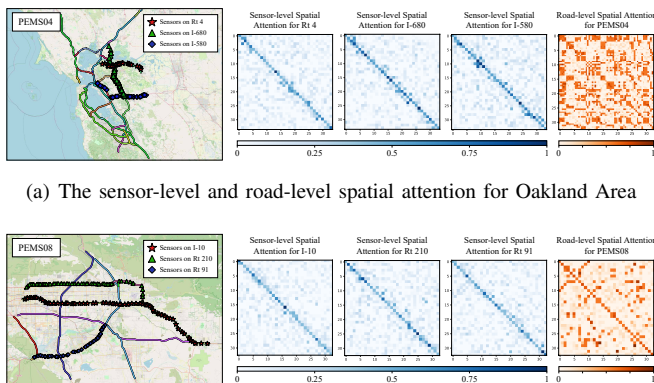 PEMS04
Sensors on Rt 4
Sensors on I-680
Sensors on I-580
Sensor-level Spatial
Attention for Rt 4
Sensor-level Spatial
Attention for I-680
Sensor-level Spatial
Attention for I-580
Road-level Spatial Attention
for PEMS04
0 0.25 0.5 0.75 1
0 1
(a) The sensor-level and road-level spatial attention for Oakland Area
PEMS08
Sensors on I-10
Sensors on Rt 210
Sensors on Rt 91
Sensor-level Spatial
Attention for I-10
Sensor-level Spatial
Attention for Rt 210
Sensor-level Spatial
Attention for Rt 91
Road-level Spatial Attention
for PEMS08
0 0.25 0.5 0.75 1
0 1